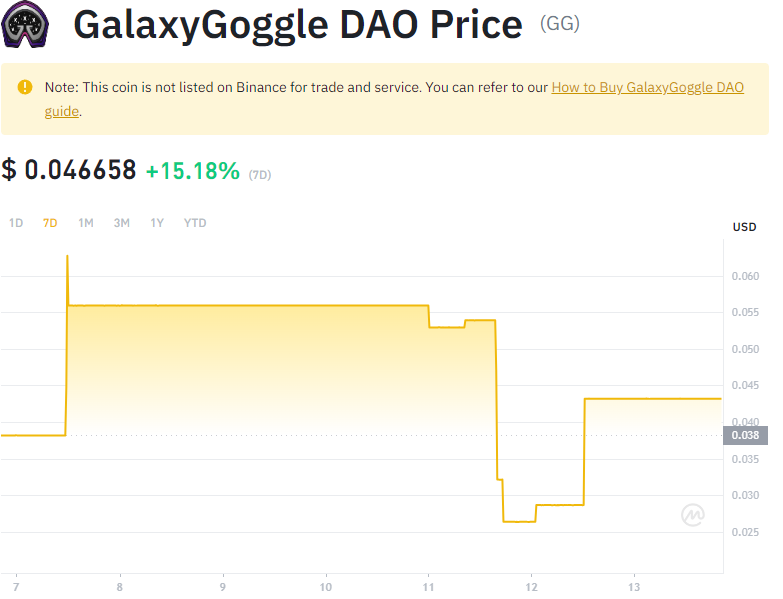 GalaxyGoggle DAO Price (GG)
Note: This coin is not listed on Binance for trade and service. You can refer to our How to Buy GalaxyGoggle DAO
guide.
$ 0.046658 +15.18% (7D)
1D 7D 1M 3M 1Y YTD
USD
0.060
0.055
0.050
0.045
0.040
0.038
0.035
0.030
0.025
7 8 9 10 11 12 13